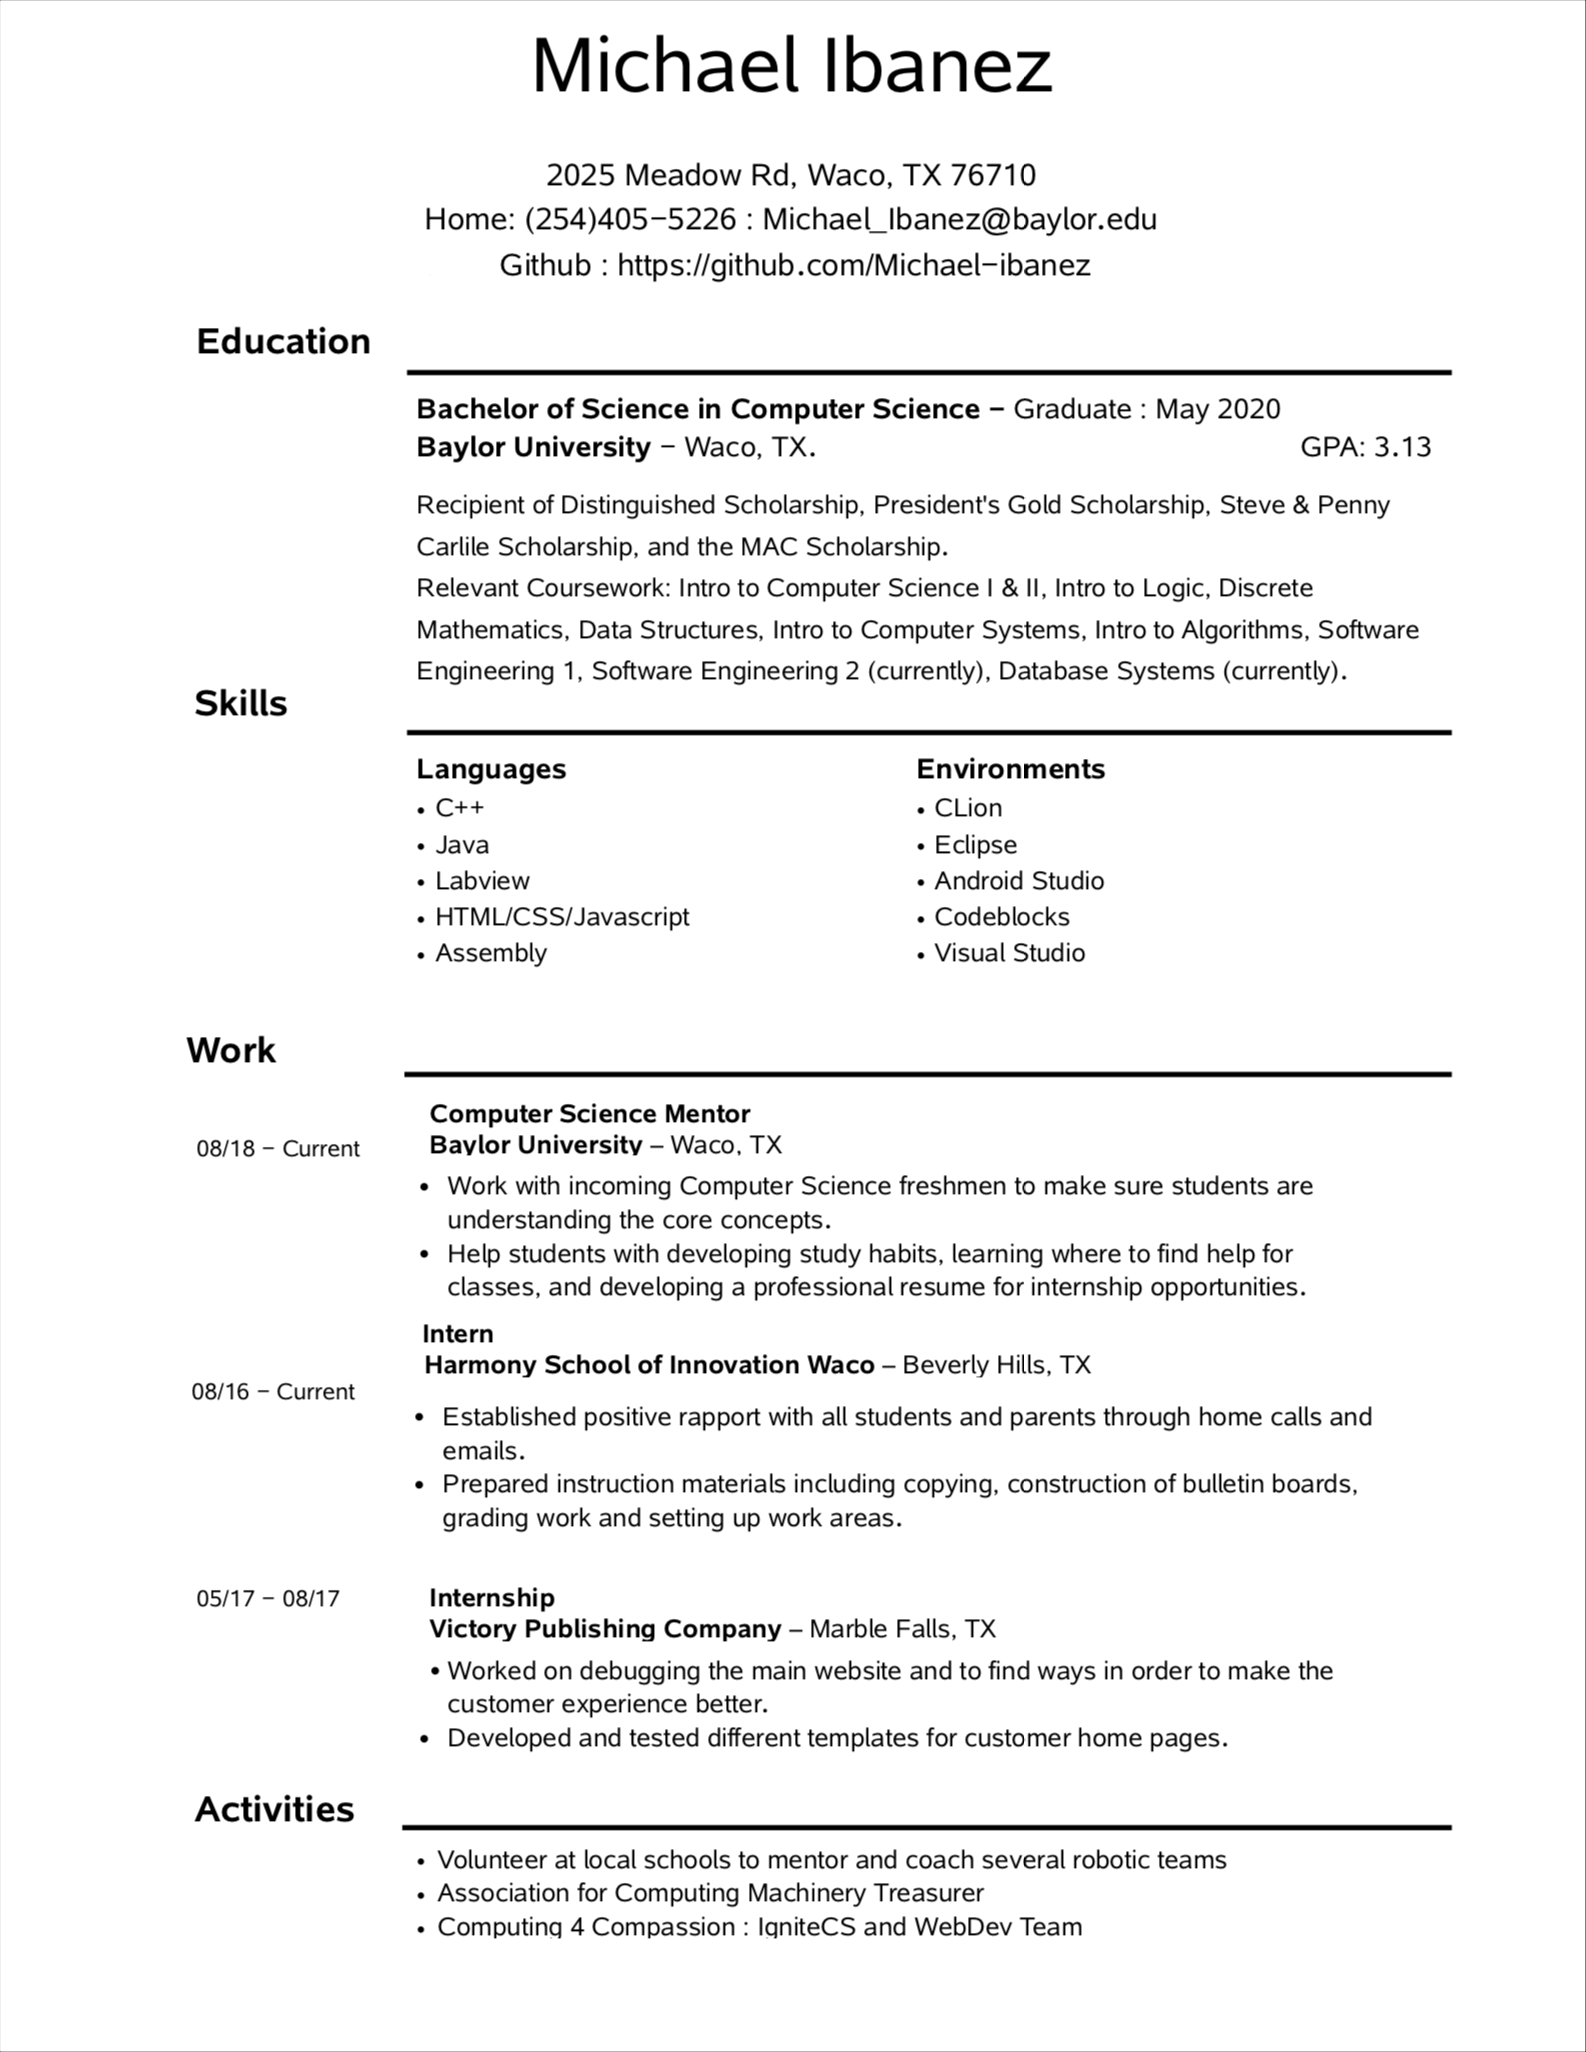 Michael Ibanez
2025 Meadow Rd, Waco, TX 76710
Home: (254)405-5226 : Michael_Ibanez@baylor.edu
Github : https://github.com/Michael-ibanez
Education
Bachelor of Science in Computer Science – Graduate : May 2020
Baylor University – Waco, TX. GPA: 3.13
Recipient of Distinguished Scholarship, President's Gold Scholarship, Steve & Penny
Carlile Scholarship, and the MAC Scholarship.
Relevant Coursework: Intro to Computer Science I & II, Intro to Logic, Discrete
Mathematics, Data Structures, Intro to Computer Systems, Intro to Algorithms, Software
Engineering 1, Software Engineering 2 (currently), Database Systems (currently).
Skills
Languages
• C++
• Java
• Labview
• HTML/CSS/Javascript
• Assembly
Environments
• CLion
• Eclipse
• Android Studio
• Codeblocks
• Visual Studio
Work
Computer Science Mentor
08/18 – Current
Baylor University – Waco, TX
• Work with incoming Computer Science freshmen to make sure students are
understanding the core concepts.
• Help students with developing study habits, learning where to find help for
classes, and developing a professional resume for internship opportunities.
Intern
Harmony School of Innovation Waco – Beverly Hills, TX
08/16 – Current
• Established positive rapport with all students and parents through home calls and
emails.
• Prepared instruction materials including copying, construction of bulletin boards,
grading work and setting up work areas.
05/17 – 08/17
Internship
Victory Publishing Company – Marble Falls, TX
• Worked on debugging the main website and to find ways in order to make the
customer experience better.
• Developed and tested different templates for customer home pages.
Activities
• Volunteer at local schools to mentor and coach several robotic teams
• Association for Computing Machinery Treasurer
• Computing 4 Compassion : IgniteCS and WebDev Team